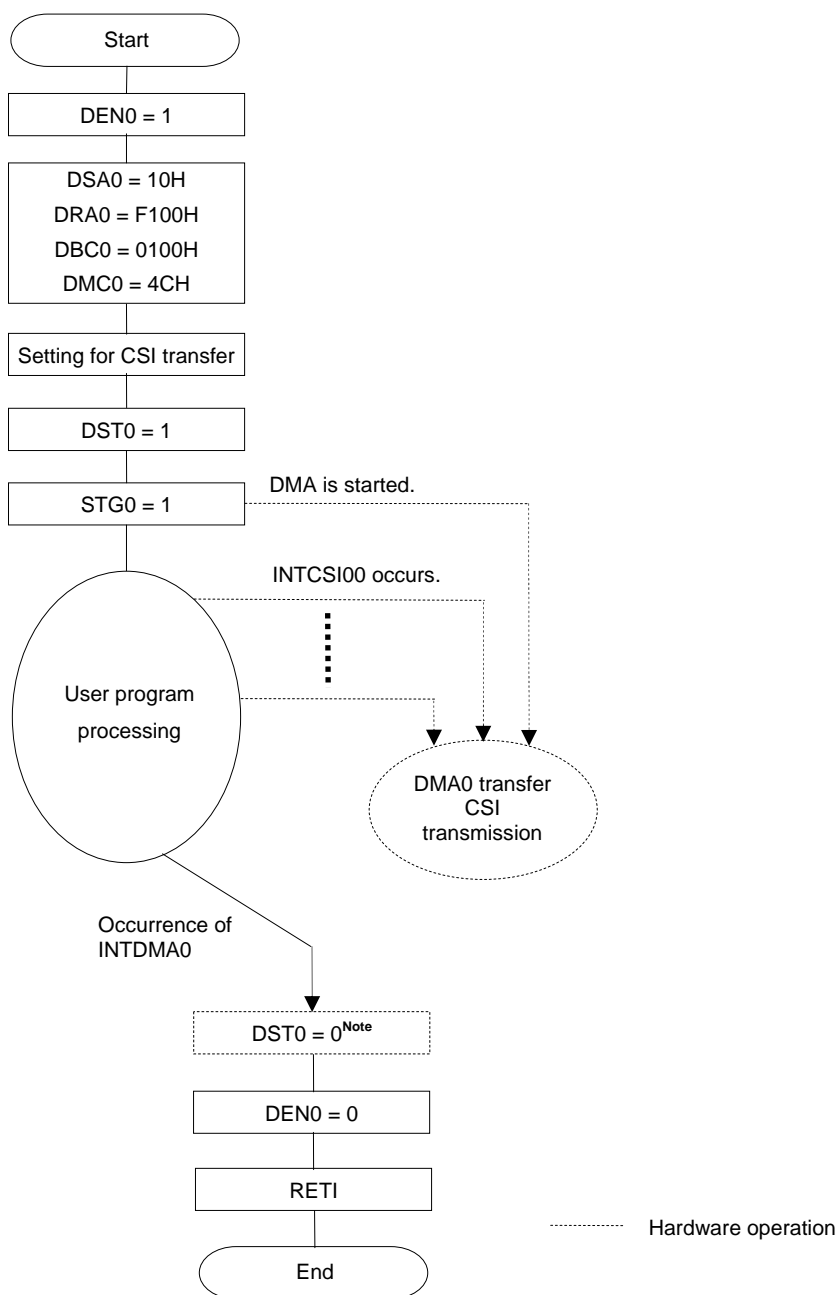 Start
DEN0 = 1
DSA0 = 10H
DRA0 = F100H
DBC0 = 0100H
DMC0 = 4CH
Setting for CSI transfer
DST0 = 1
STG0 = 1
DMA is started.
INTCSI00 occurs.
User program
processing
DMA0 transfer
CSI
transmission
Occurrence of
INTDMA0
DST0 = 0Note
DEN0 = 0
RETI
Hardware operation
End